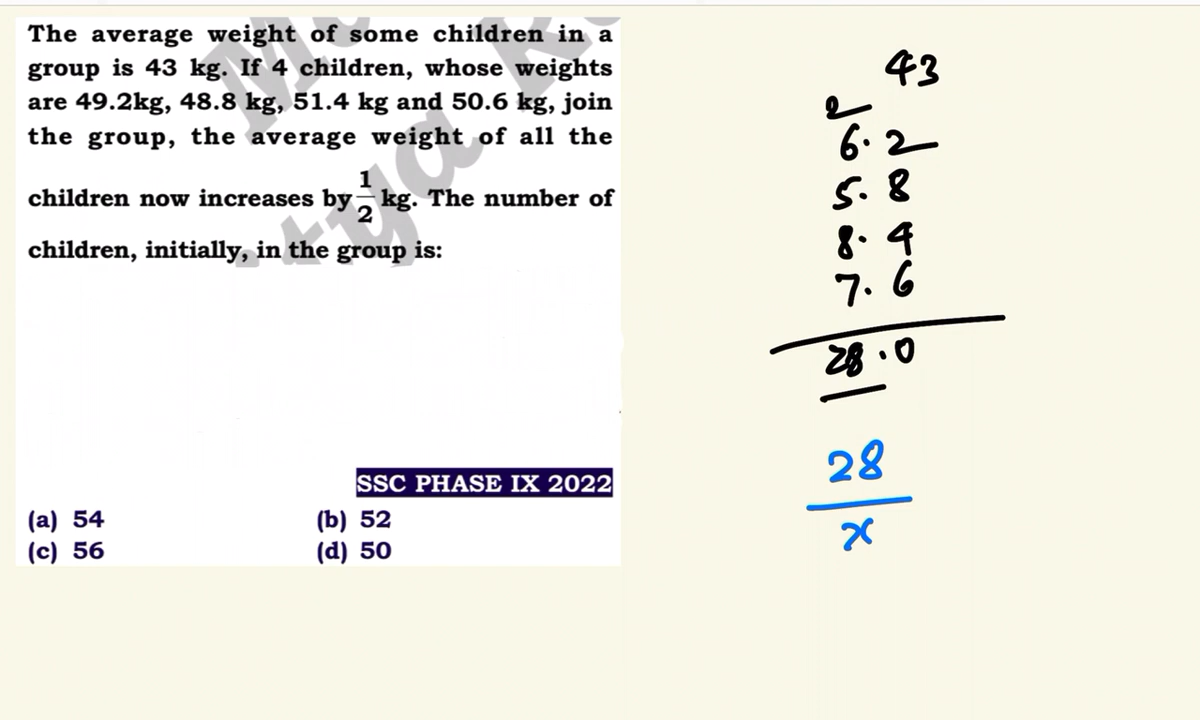 The average weight of some children in a
group is 43 kg. If 4 children, whose weights
are 49.2kg, 48.8 kg, 51.4 kg and 50.6 kg, join
the group, the average weight of all the
children now increases by 1/2 kg. The number of
children, initially, in the group is:
SSC PHASE IX 2022
(a) 54 (b) 52
(c) 56 (d) 50
43
2
6.2
5.8
8.4
7.6
28.0
28
x